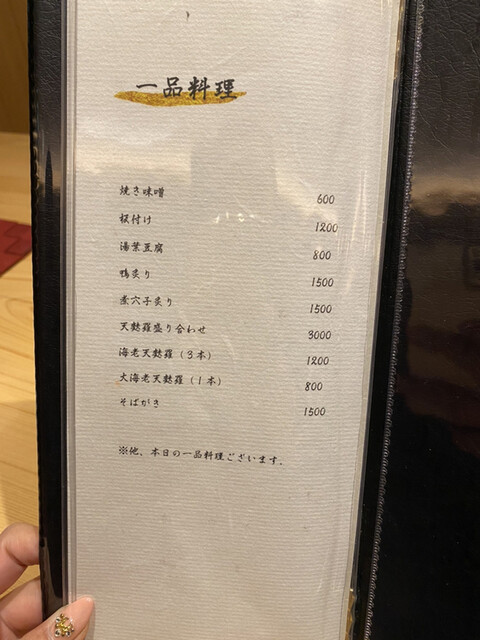 一品料理
焼き味噌 600
板付け 1200
湯葉豆腐 800
鴨炙り 1500
煮穴子炙り 1500
天麩羅盛り合わせ 3000
海老天麩羅（３本） 1200
大海老天麩羅（１本） 800
そばがき 1500
※他、本日の一品料理ございます。